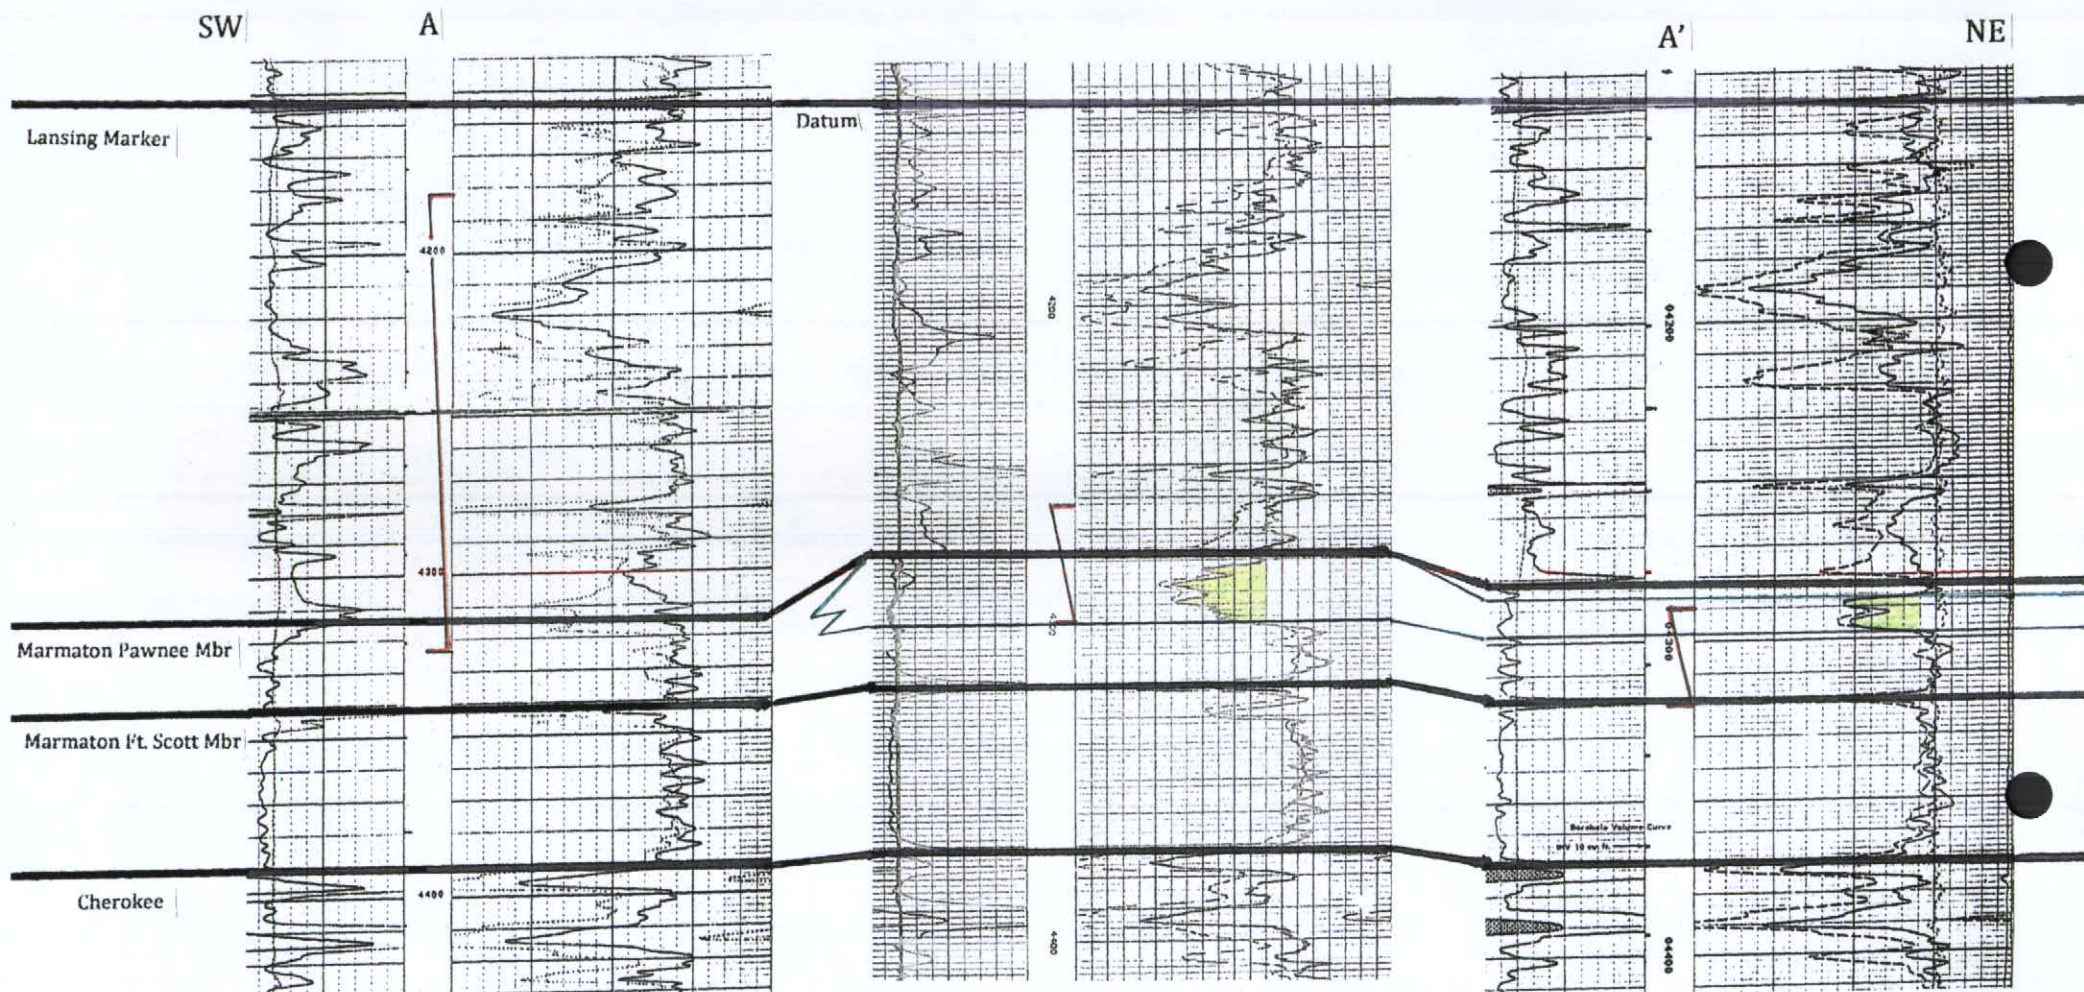 SW
A
A'
NE
Lansing Marker
Datum
4200
4200
04200
4300
4300
04300
Marmaton Pawnee Mbr
Marmaton Ft. Scott Mbr
Borehole Volume Curve
Cherokee
4400
4400
04400